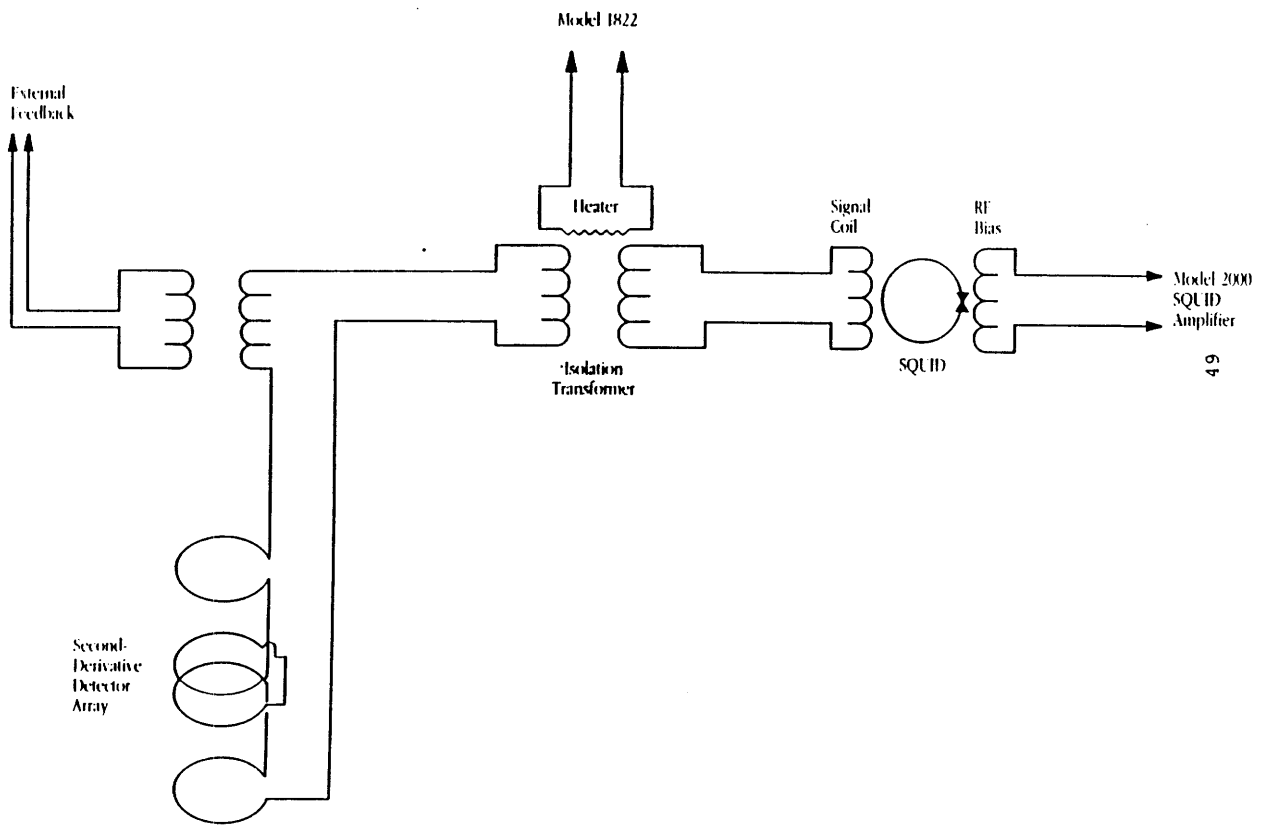 Model 1822
External
Feedback
Heater
Signal
Coil
RF
Bias
Model 2000
SQUID
Amplifier
Isolation
Transformer
SQUID
49
Second-
Derivative
Detector
Array